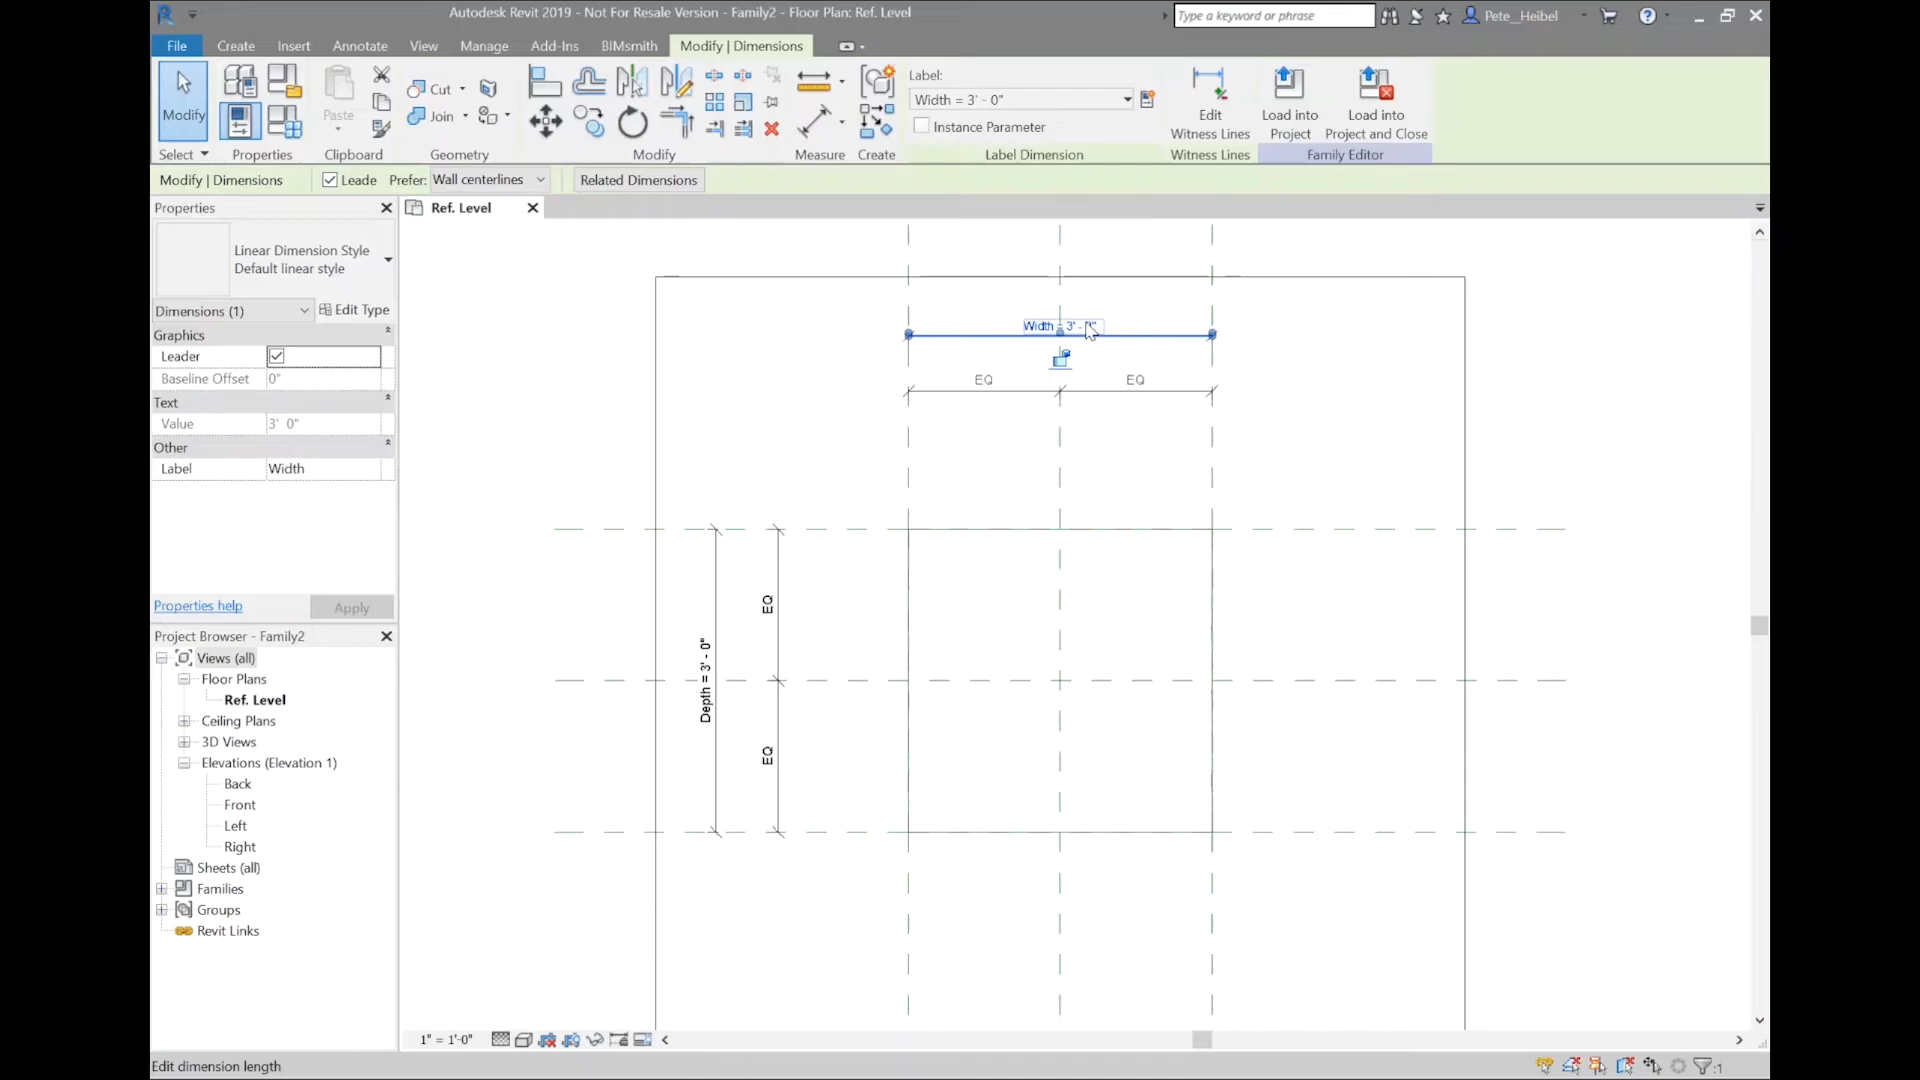 Autodesk Revit 2019 - Not For Resale Version - Family2 - Floor Plan: Ref. Level
Type a keyword or phrase
Pete_Heibel
File Create Insert Annotate View Manage Add-Ins BIMsmith Modify | Dimensions
Modify
Paste
Cut
Join
Label:
Width = 3' - 0"
Instance Parameter
Edit
Witness Lines
Load into
Project
Load into
Project and Close
Select Properties Clipboard Geometry Modify Measure Create Label Dimension Witness Lines Family Editor
Modify | Dimensions Leade Prefer: Wall centerlines Related Dimensions
Properties
Ref. Level
Linear Dimension Style
Default linear style
Dimensions (1) Edit Type
Graphics
Leader
Baseline Offset 0"
Text
Value 3' 0"
Other
Label Width
Properties help Apply
Project Browser - Family2
Views (all)
Floor Plans
Ref. Level
Ceiling Plans
3D Views
Elevations (Elevation 1)
Back
Front
Left
Right
Sheets (all)
Families
Groups
Revit Links
Width = 3' -
EQ EQ
EQ
Depth = 3' - 0"
EQ
1" = 1'-0"
Edit dimension length
:1